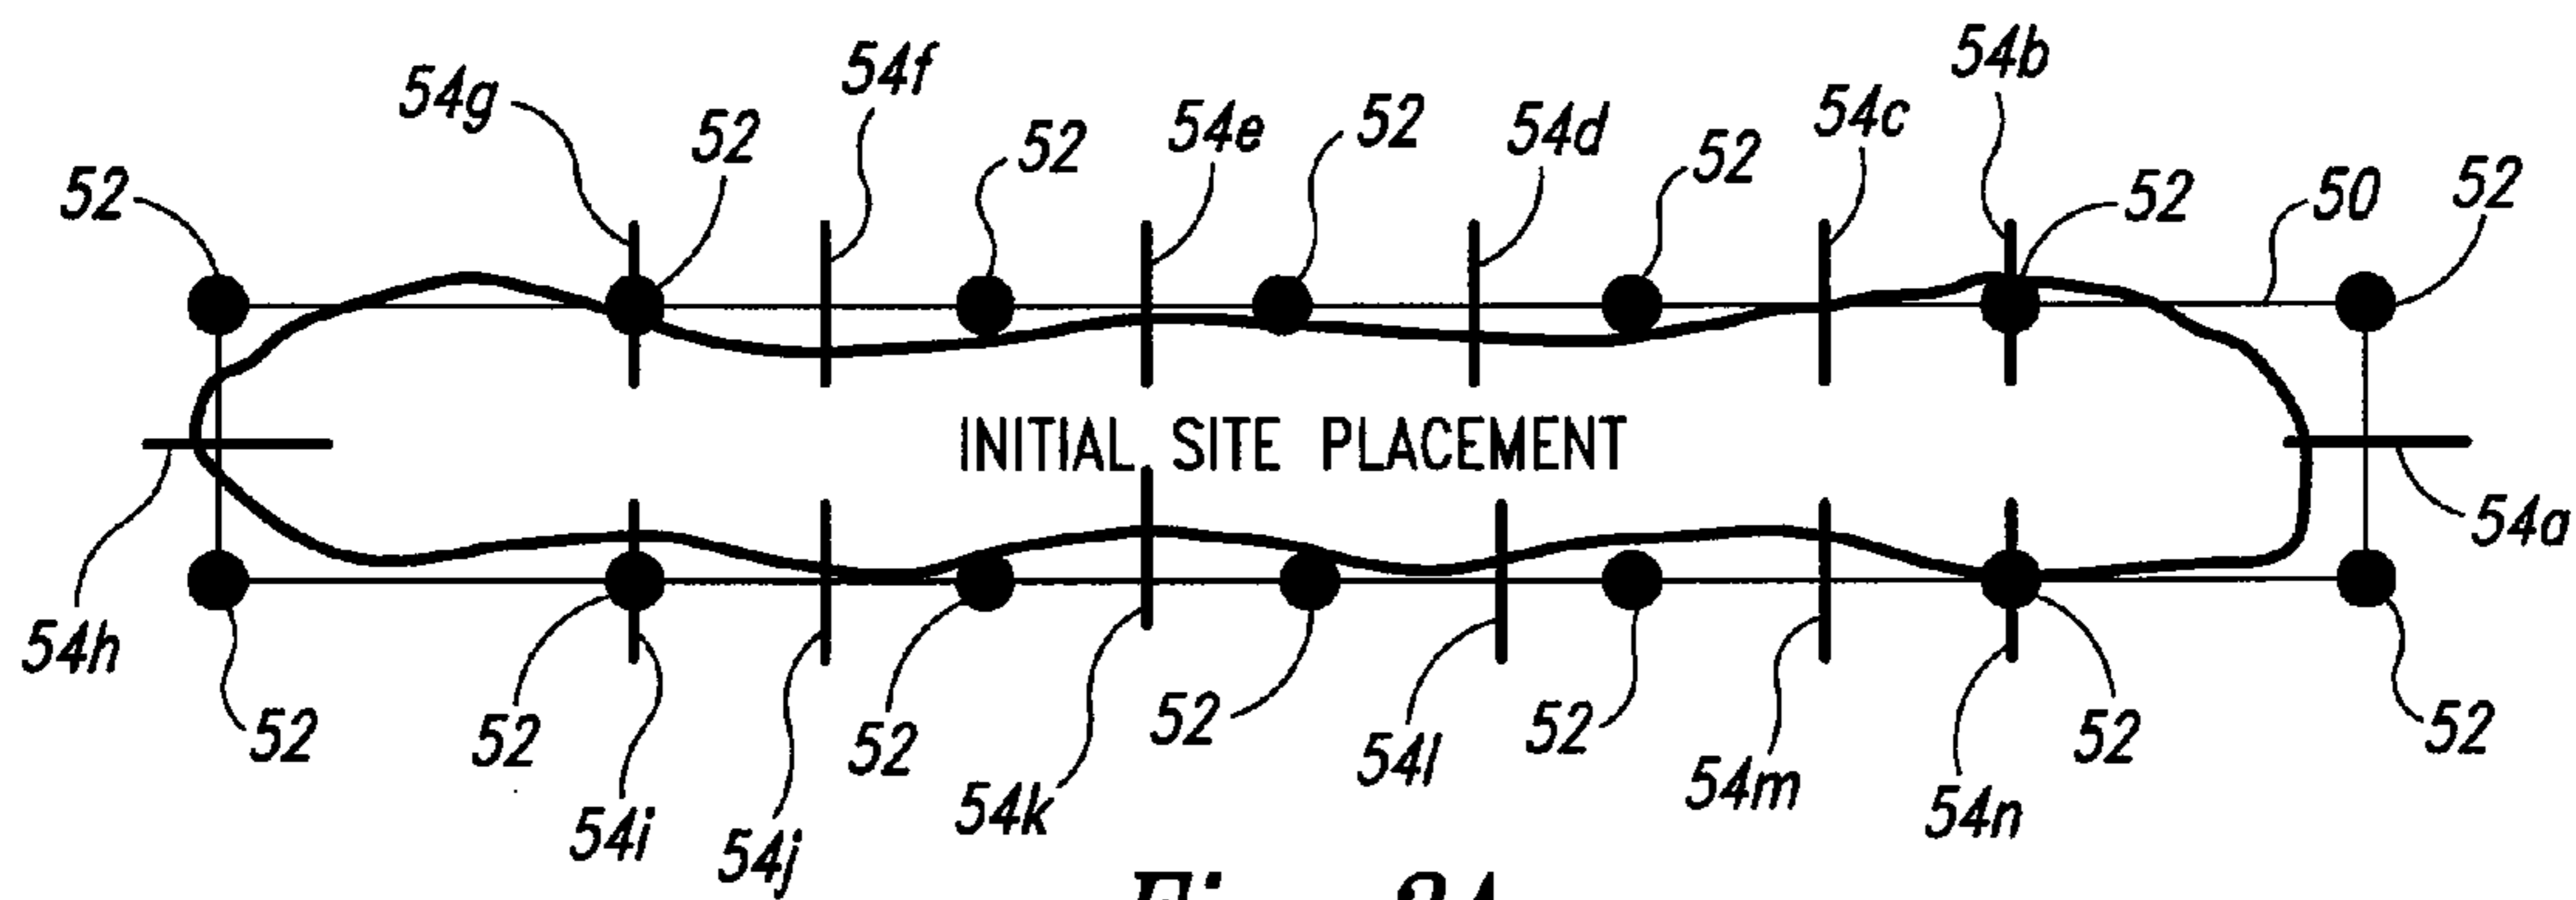 54g 54f 54b
52 54e 52 54d 54c
52 52 52 52 50 52
INITIAL SITE PLACEMENT
54a
54h
52 52 52 52 52 52 52
54i 54j 54k 54l 54m 54n